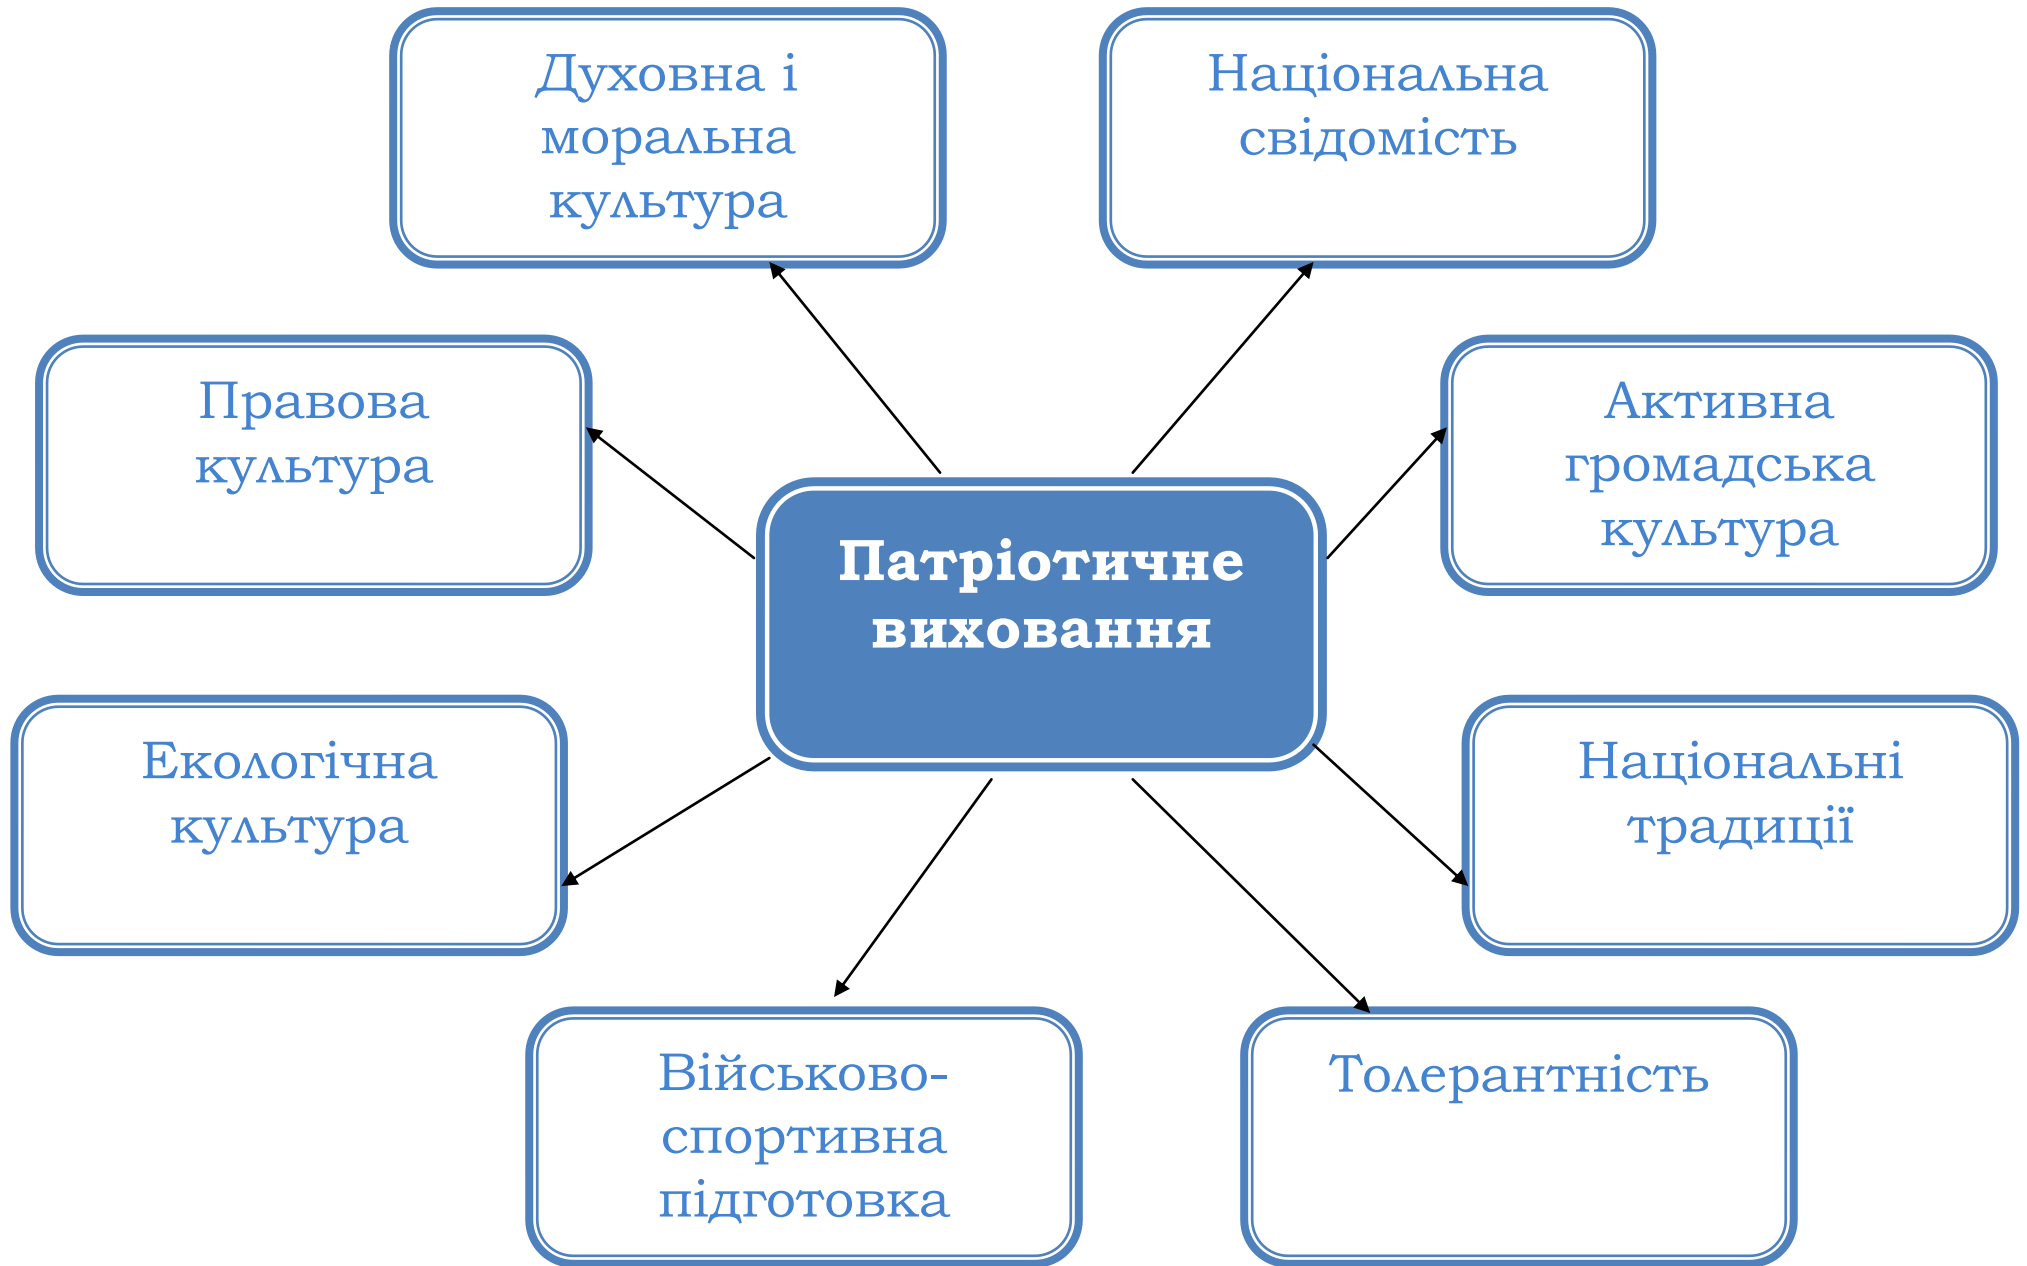 Духовна і
моральна
культура
Національна
свідомість
Правова
культура
Активна
громадська
культура
Патріотичне
виховання
Екологічна
культура
Національні
традиції
Військово-
спортивна
підготовка
Толерантність